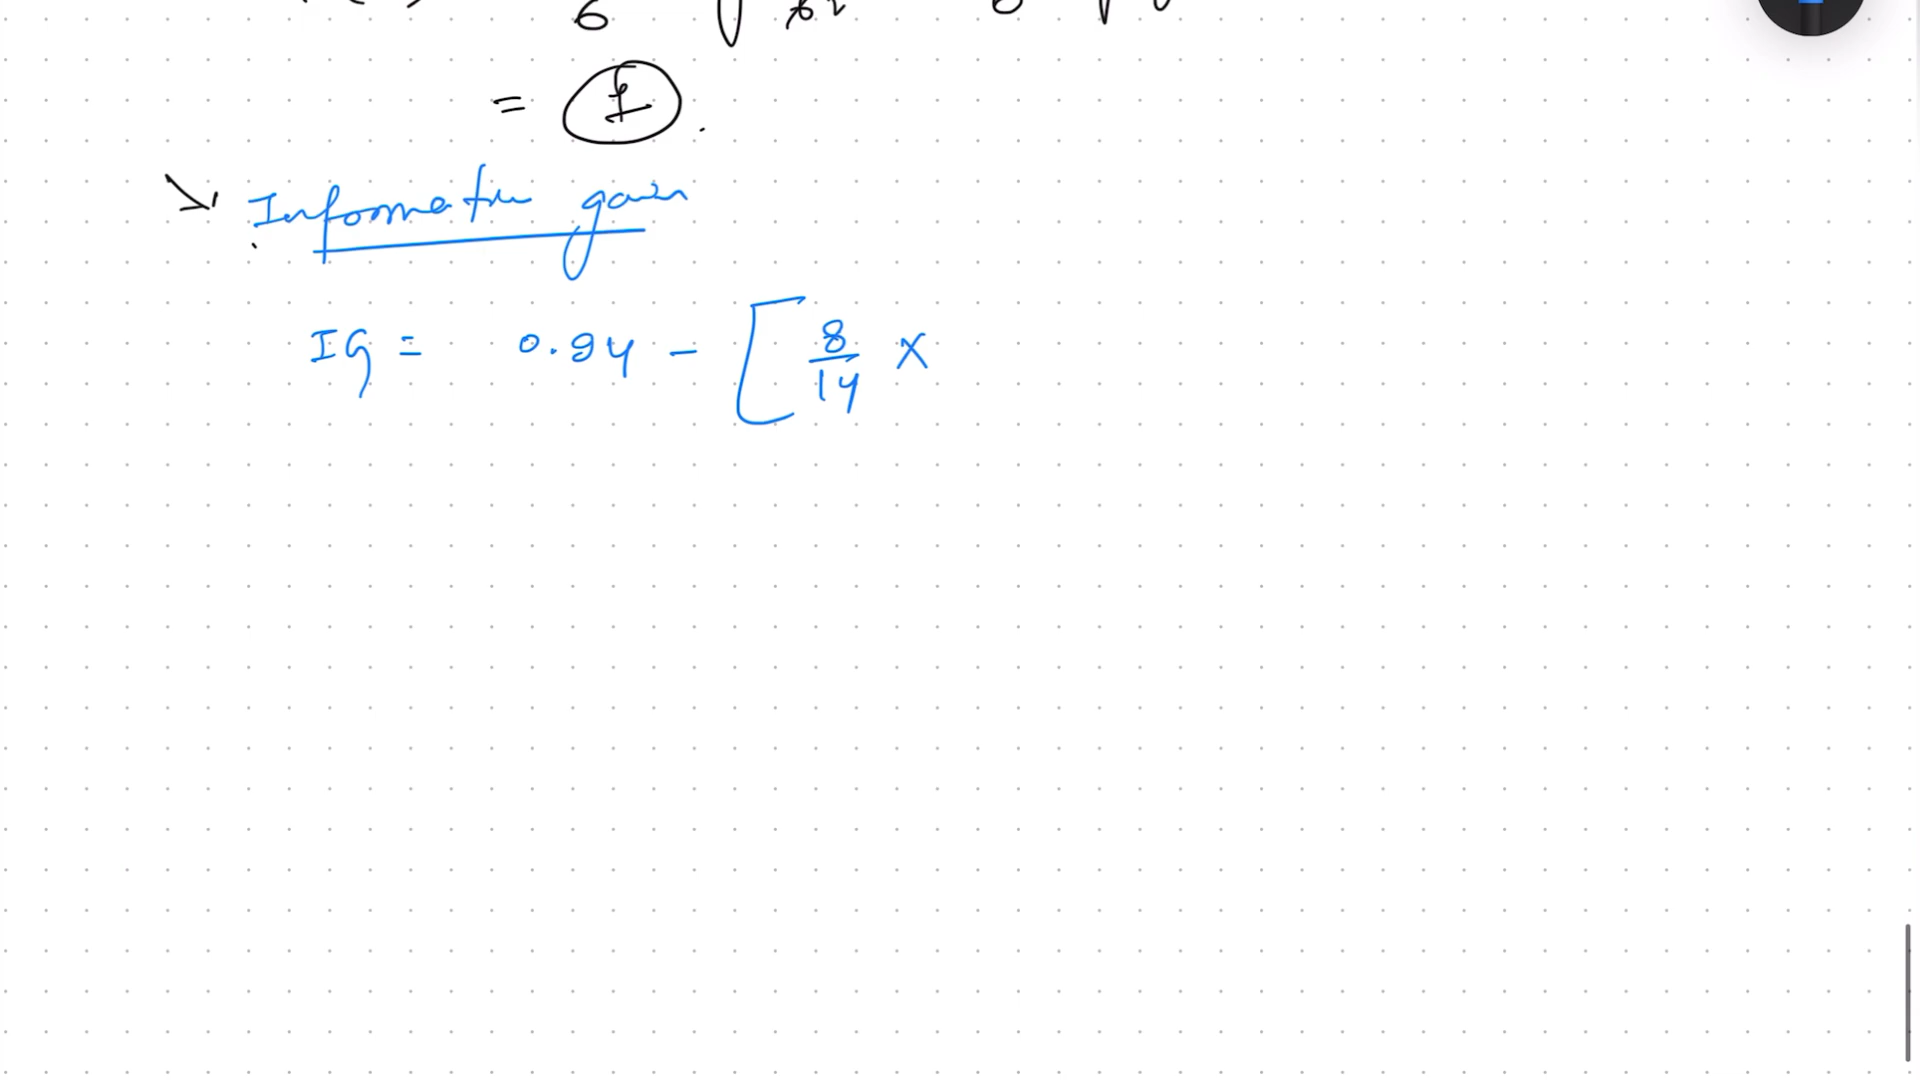 = 1.
Information gain
IG = 0.94 - [ 8/14 x